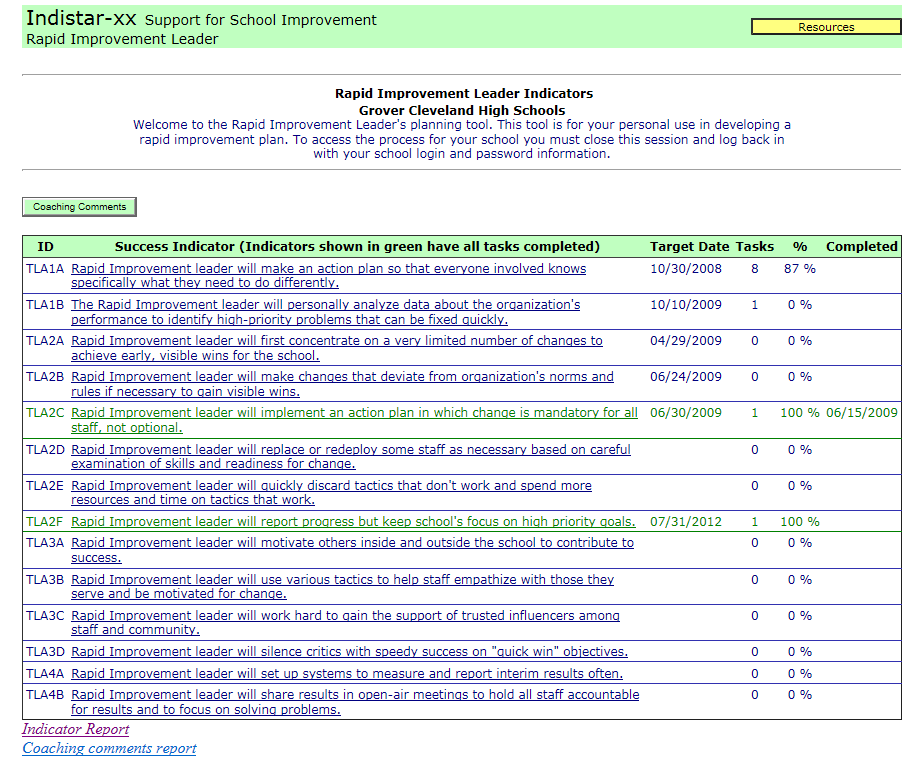 Indistar-xx Support for School Improvement
Rapid Improvement Leader
Resources
Rapid Improvement Leader Indicators
Grover Cleveland High Schools
Welcome to the Rapid Improvement Leader's planning tool. This tool is for your personal use in developing a
rapid improvement plan. To access the process for your school you must close this session and log back in
with your school login and password information.
Coaching Comments
ID Success Indicator (Indicators shown in green have all tasks completed) Target Date Tasks % Completed
TLA1A Rapid Improvement leader will make an action plan so that everyone involved knows 10/30/2008 8 87 %
specifically what they need to do differently.
TLA1B The Rapid Improvement leader will personally analyze data about the organization's 10/10/2009 1 0 %
performance to identify high-priority problems that can be fixed quickly.
TLA2A Rapid Improvement leader will first concentrate on a very limited number of changes to 04/29/2009 0 0 %
achieve early, visible wins for the school.
TLA2B Rapid Improvement leader will make changes that deviate from organization's norms and 06/24/2009 0 0 %
rules if necessary to gain visible wins.
TLA2C Rapid Improvement leader will implement an action plan in which change is mandatory for all 06/30/2009 1 100 % 06/15/2009
staff, not optional.
TLA2D Rapid Improvement leader will replace or redeploy some staff as necessary based on careful 0 0 %
examination of skills and readiness for change.
TLA2E Rapid Improvement leader will quickly discard tactics that don't work and spend more 0 0 %
resources and time on tactics that work.
TLA2F Rapid Improvement leader will report progress but keep school's focus on high priority goals. 07/31/2012 1 100 %
TLA3A Rapid Improvement leader will motivate others inside and outside the school to contribute to 0 0 %
success.
TLA3B Rapid Improvement leader will use various tactics to help staff empathize with those they 0 0 %
serve and be motivated for change.
TLA3C Rapid Improvement leader will work hard to gain the support of trusted influencers among 0 0 %
staff and community.
TLA3D Rapid Improvement leader will silence critics with speedy success on "quick win" objectives. 0 0 %
TLA4A Rapid Improvement leader will set up systems to measure and report interim results often. 0 0 %
TLA4B Rapid Improvement leader will share results in open-air meetings to hold all staff accountable 0 0 %
for results and to focus on solving problems.
Indicator Report
Coaching comments report